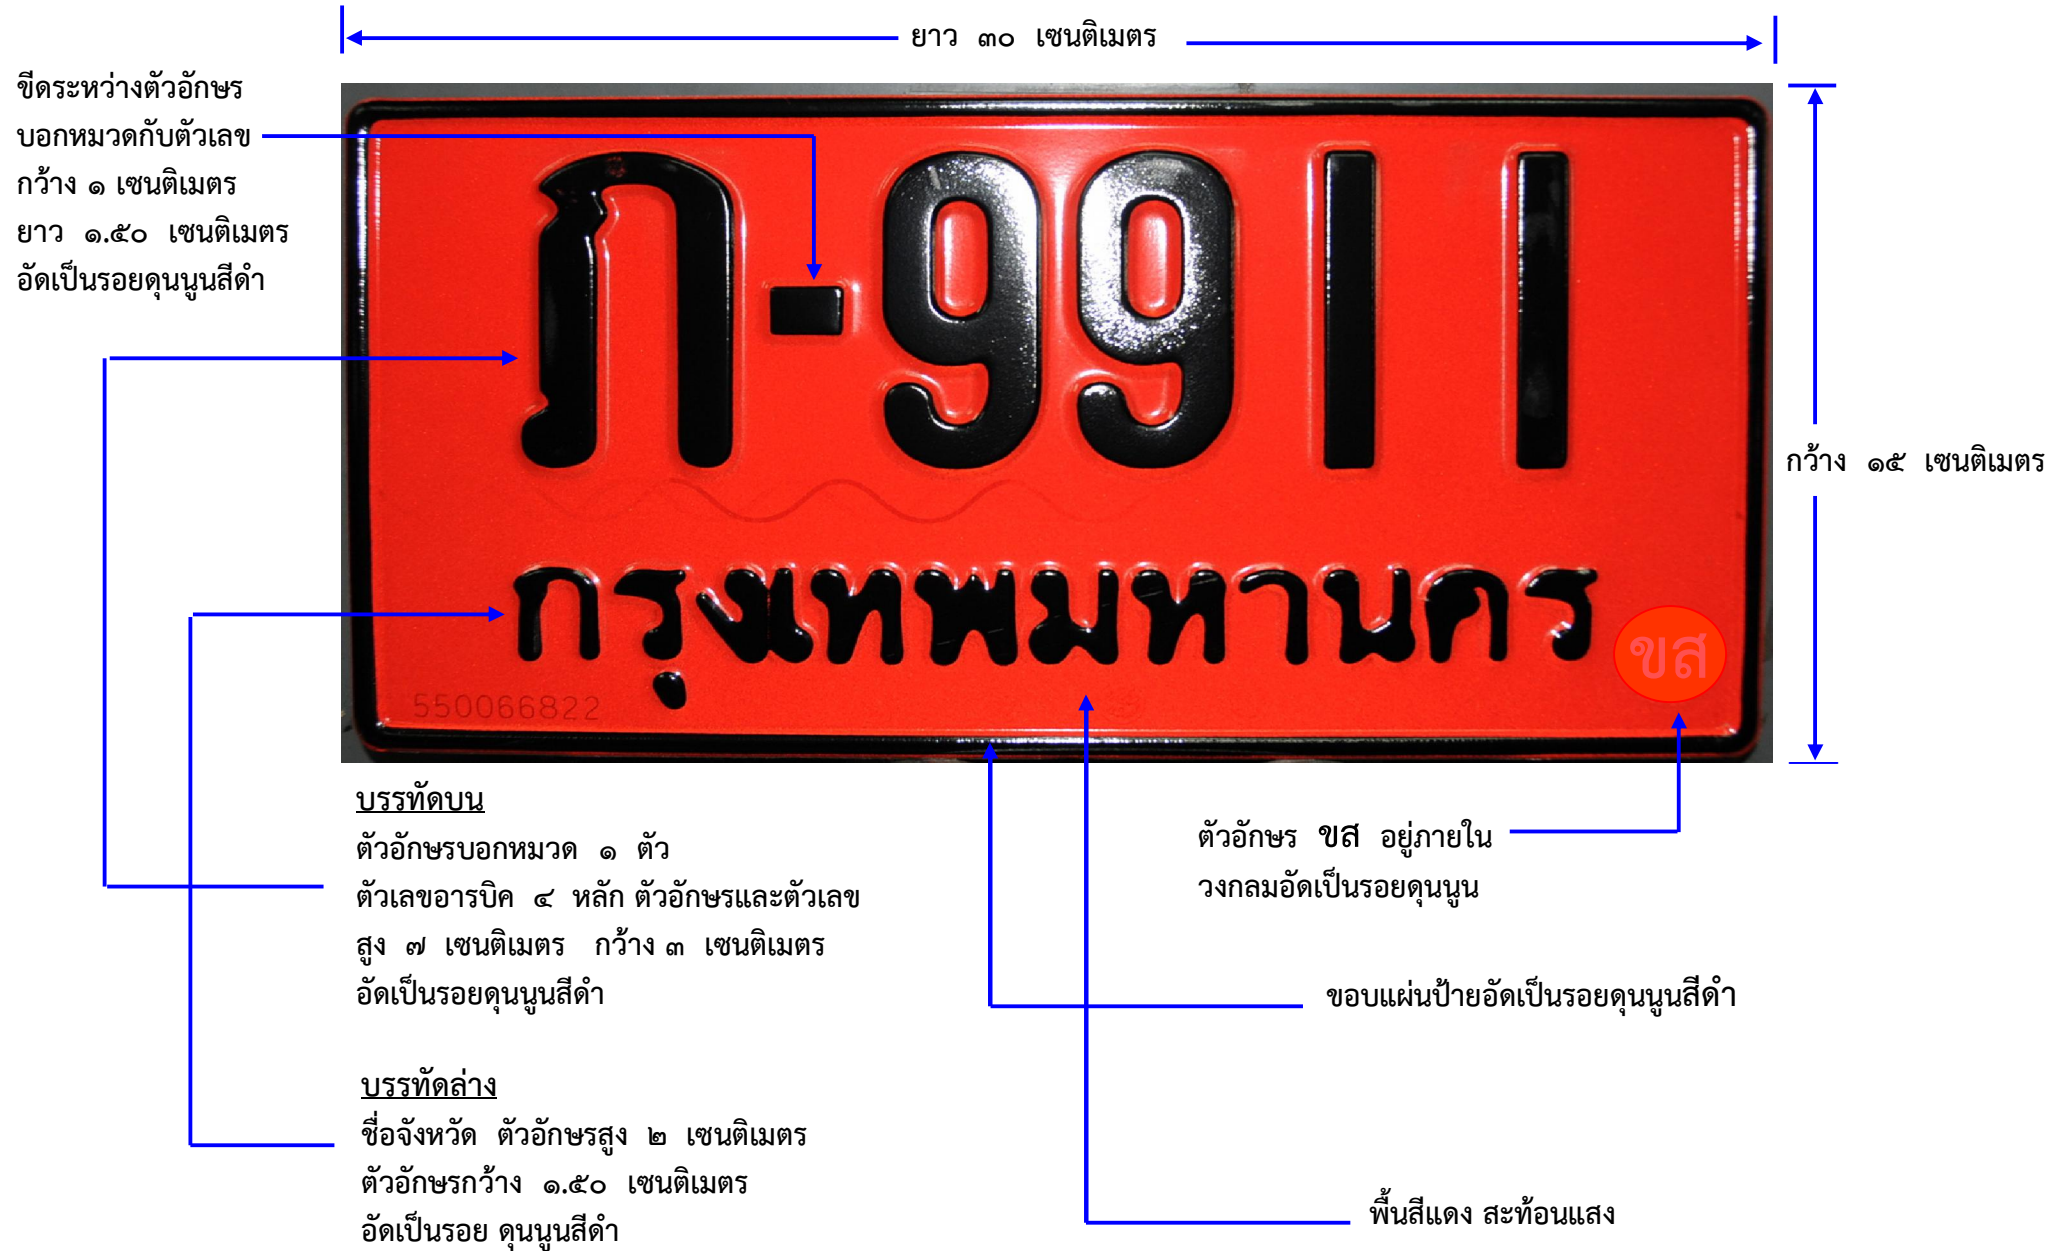 ยาว ๓๐ เซนติเมตร
ขีดระหว่างตัวอักษร
บอกหมวดกับตัวเลข
กว้าง ๑ เซนติเมตร
ยาว ๑.๕๐ เซนติเมตร
อัดเป็นรอยดุนนูนสีดำ
ภ-9911
กรุงเทพมหานคร
ขส
550066822
กว้าง ๑๕ เซนติเมตร
บรรทัดบน
ตัวอักษรบอกหมวด ๑ ตัว
ตัวเลขอารบิค ๔ หลัก ตัวอักษรและตัวเลข
สูง ๗ เซนติเมตร กว้าง ๓ เซนติเมตร
อัดเป็นรอยดุนนูนสีดำ
บรรทัดล่าง
ชื่อจังหวัด ตัวอักษรสูง ๒ เซนติเมตร
ตัวอักษรกว้าง ๑.๕๐ เซนติเมตร
อัดเป็นรอย ดุนนูนสีดำ
ตัวอักษร ขส อยู่ภายใน
วงกลมอัดเป็นรอยดุนนูน
ขอบแผ่นป้ายอัดเป็นรอยดุนนูนสีดำ
พื้นสีแดง สะท้อนแสง